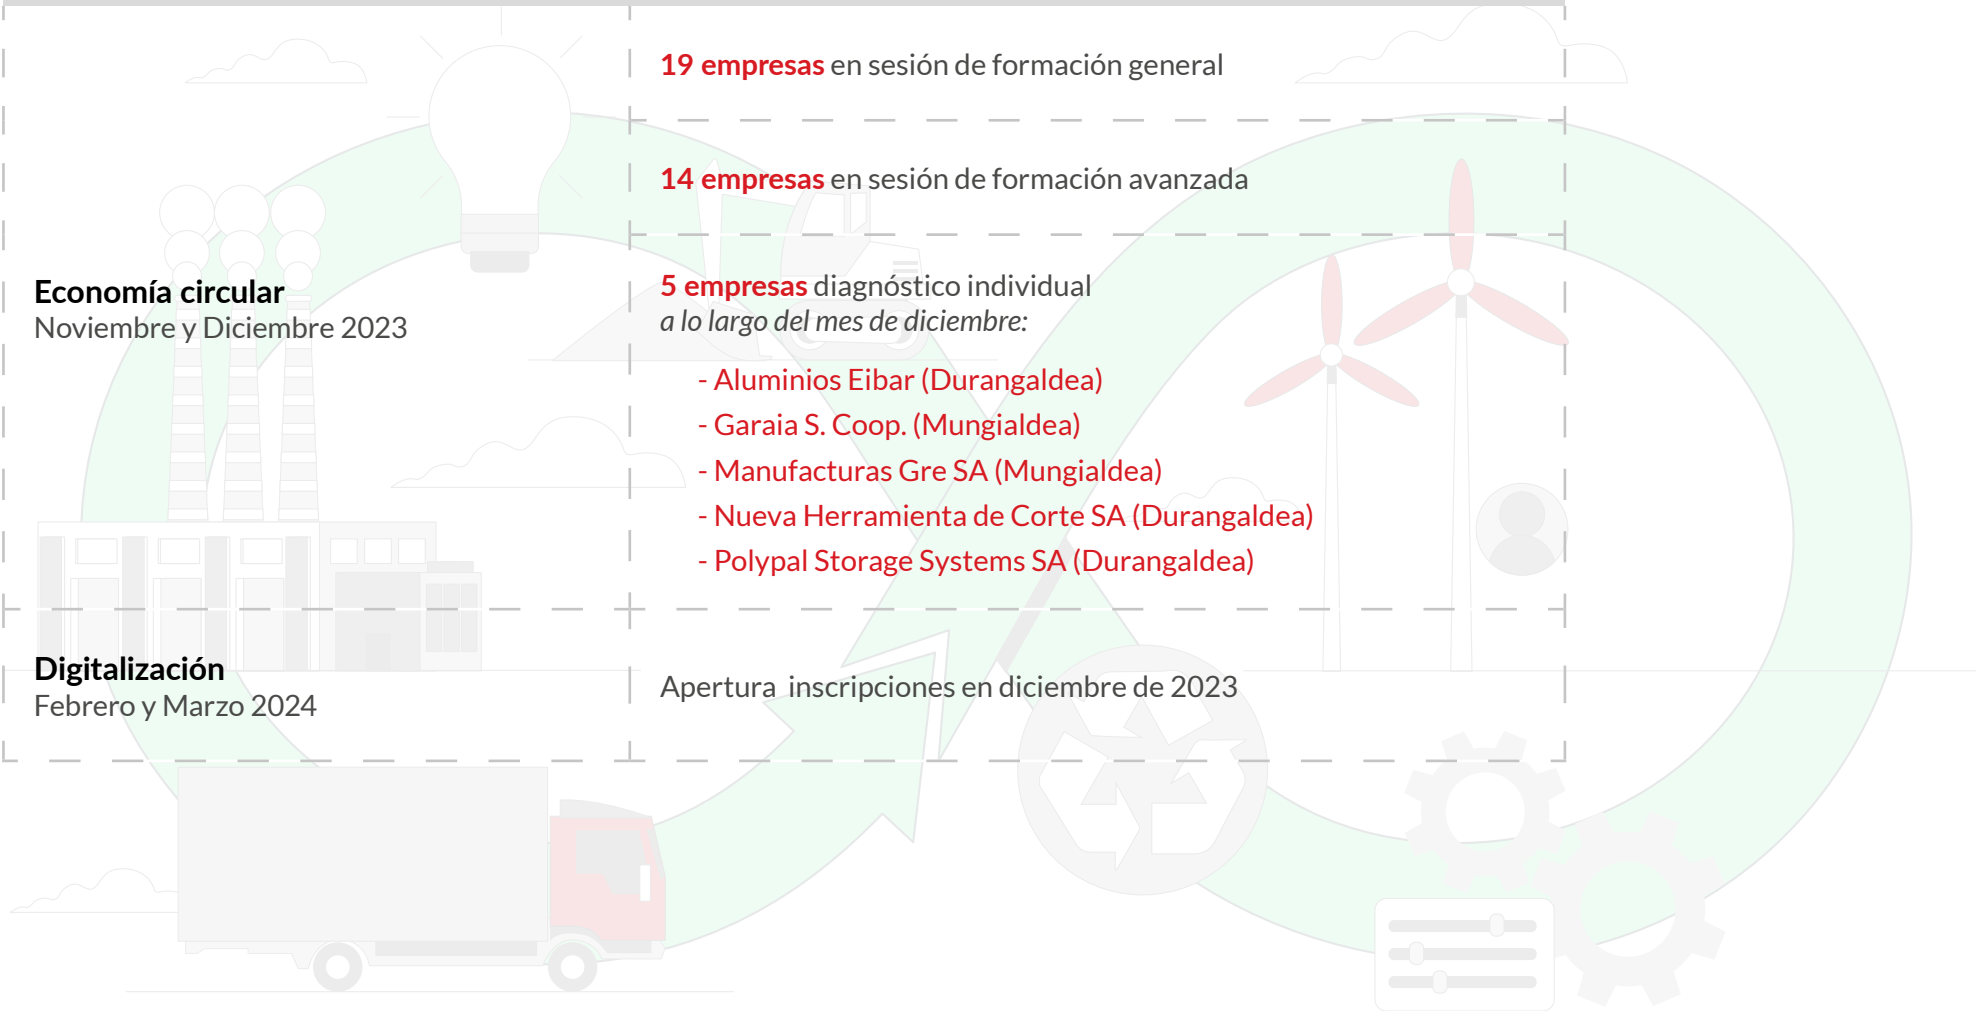 19 empresas en sesión de formación general
14 empresas en sesión de formación avanzada
Economía circular
Noviembre y Diciembre 2023
5 empresas diagnóstico individual
a lo largo del mes de diciembre:
- Aluminios Eibar (Durangaldea)
- Garaia S. Coop. (Mungialdea)
- Manufacturas Gre SA (Mungialdea)
- Nueva Herramienta de Corte SA (Durangaldea)
- Polypal Storage Systems SA (Durangaldea)
Digitalización
Febrero y Marzo 2024
Apertura  inscripciones en diciembre de 2023